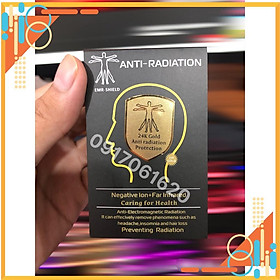 ANTI-RADIATION
EMR SHIELD
24K Gold
Anti radiation
Protection
0917061620
Negative Ion+Far Infrared
Caring for Health
Anti-Electromagnetic Radiation
It can effectively remove phenomena such as
headache,insomnia and hair loss
Preventing Radiation